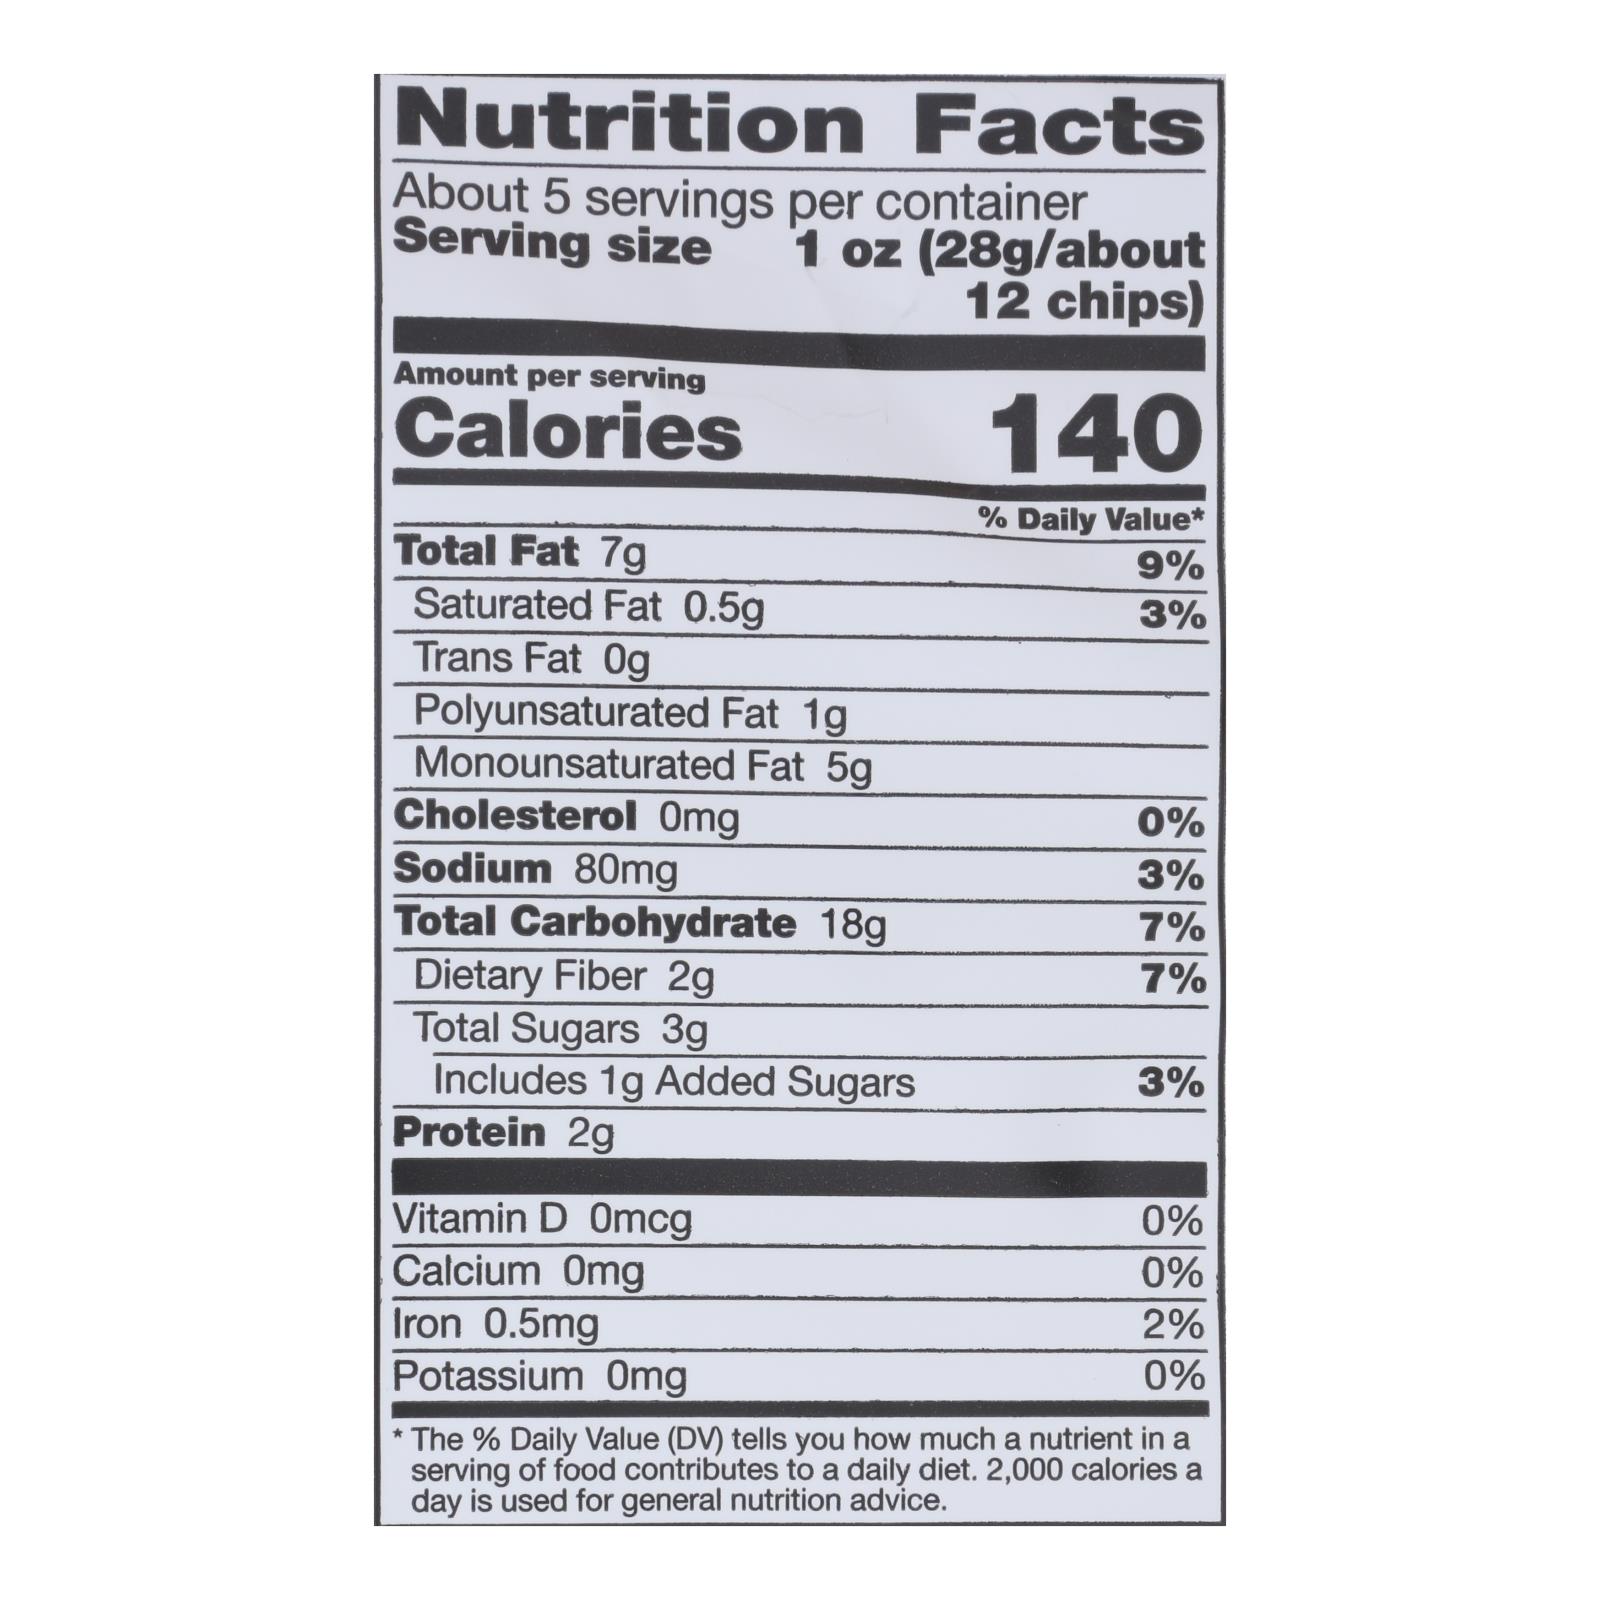 Nutrition Facts
About 5 servings per container
Serving size 1 oz (28g/about
12 chips)
Amount per serving
Calories 140
% Daily Value*
Total Fat 7g 9%
Saturated Fat 0.5g 3%
Trans Fat 0g
Polyunsaturated Fat 1g
Monounsaturated Fat 5g
Cholesterol 0mg 0%
Sodium 80mg 3%
Total Carbohydrate 18g 7%
Dietary Fiber 2g 7%
Total Sugars 3g
Includes 1g Added Sugars 3%
Protein 2g
Vitamin D 0mcg 0%
Calcium 0mg 0%
Iron 0.5mg 2%
Potassium 0mg 0%
* The % Daily Value (DV) tells you how much a nutrient in a
serving of food contributes to a daily diet. 2,000 calories a
day is used for general nutrition advice.